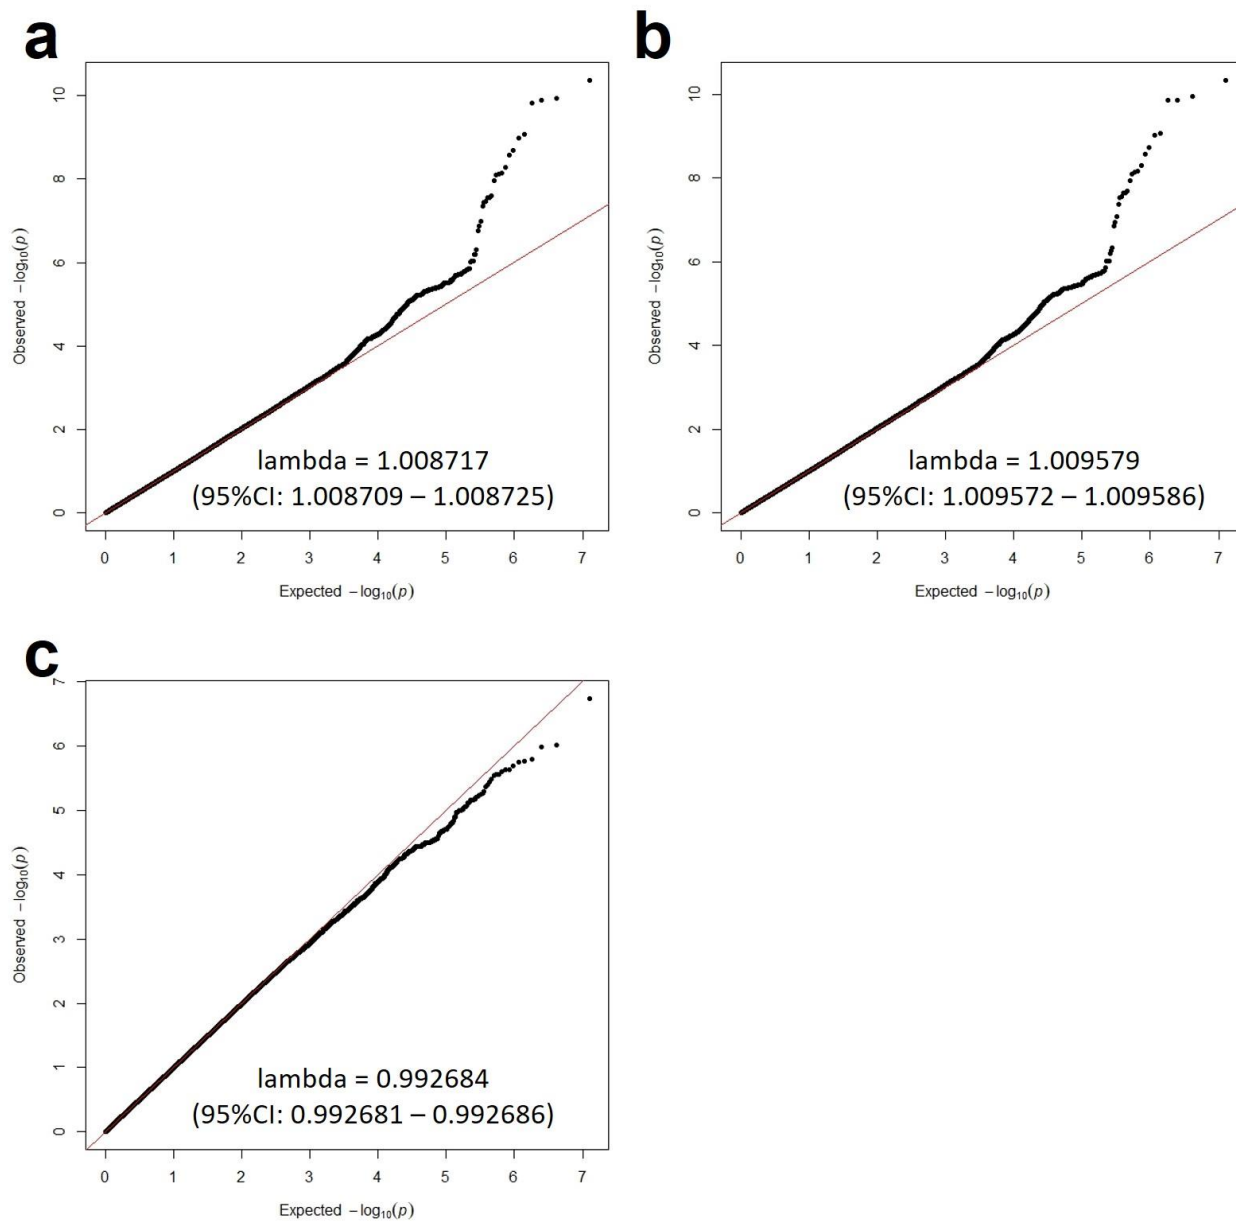 a
10
8
6
4
2
0
Observed −log₁₀(p)
lambda = 1.008717
(95%CI: 1.008709 – 1.008725)
0 1 2 3 4 5 6 7
Expected −log₁₀(p)
b
10
8
6
4
2
0
Observed −log₁₀(p)
lambda = 1.009579
(95%CI: 1.009572 – 1.009586)
0 1 2 3 4 5 6 7
Expected −log₁₀(p)
c
7
6
5
4
3
2
1
0
Observed −log₁₀(p)
lambda = 0.992684
(95%CI: 0.992681 – 0.992686)
0 1 2 3 4 5 6 7
Expected −log₁₀(p)